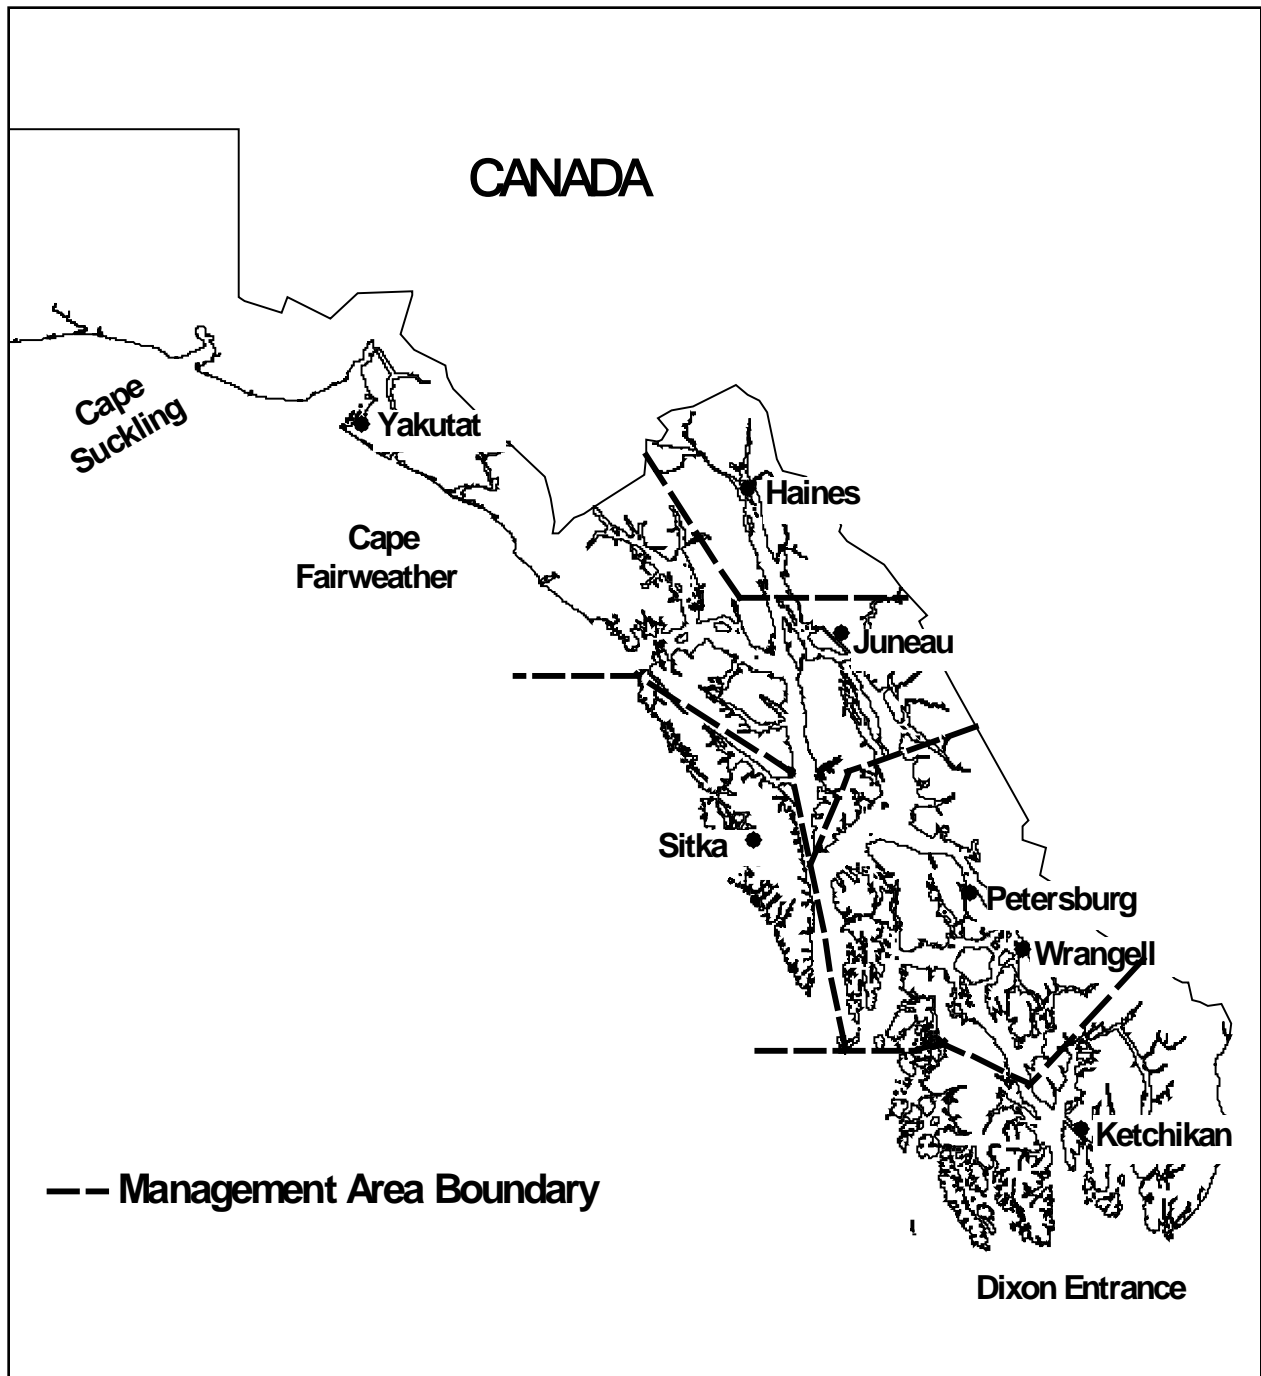 CANADA
Cape
Suckling
Yakutat
Haines
Cape
Fairweather
Juneau
Sitka
Petersburg
Wrangell
Ketchikan
Management Area Boundary
Dixon Entrance